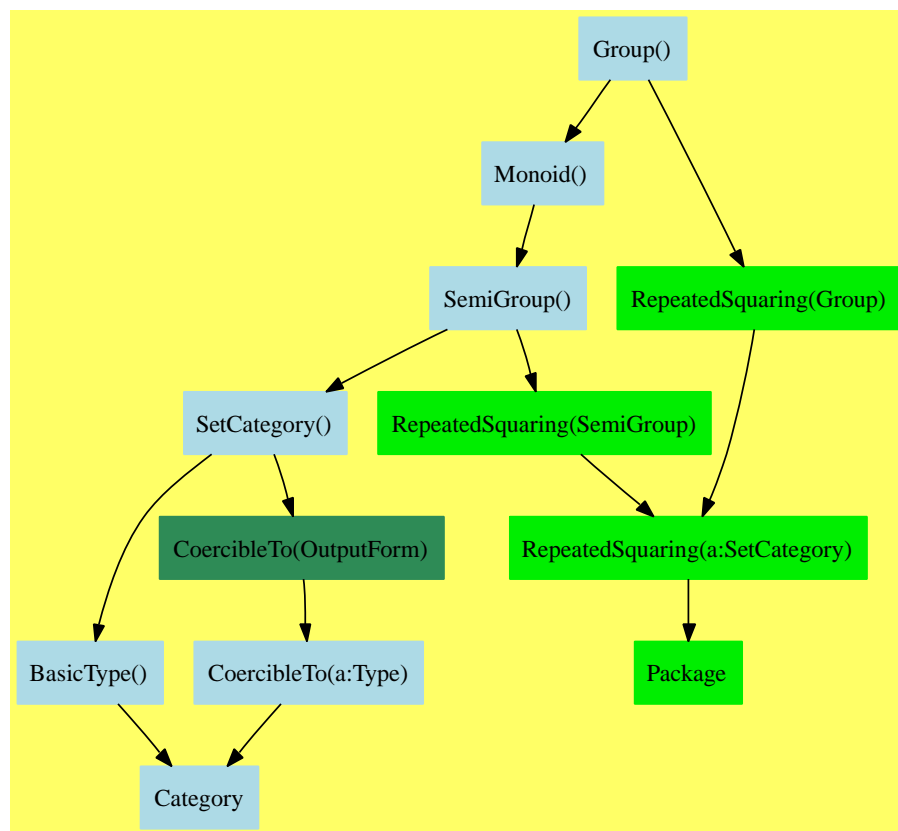 Group()
Monoid()
SemiGroup()
RepeatedSquaring(Group)
SetCategory()
RepeatedSquaring(SemiGroup)
CoercibleTo(OutputForm)
RepeatedSquaring(a:SetCategory)
BasicType()
CoercibleTo(a:Type)
Package
Category